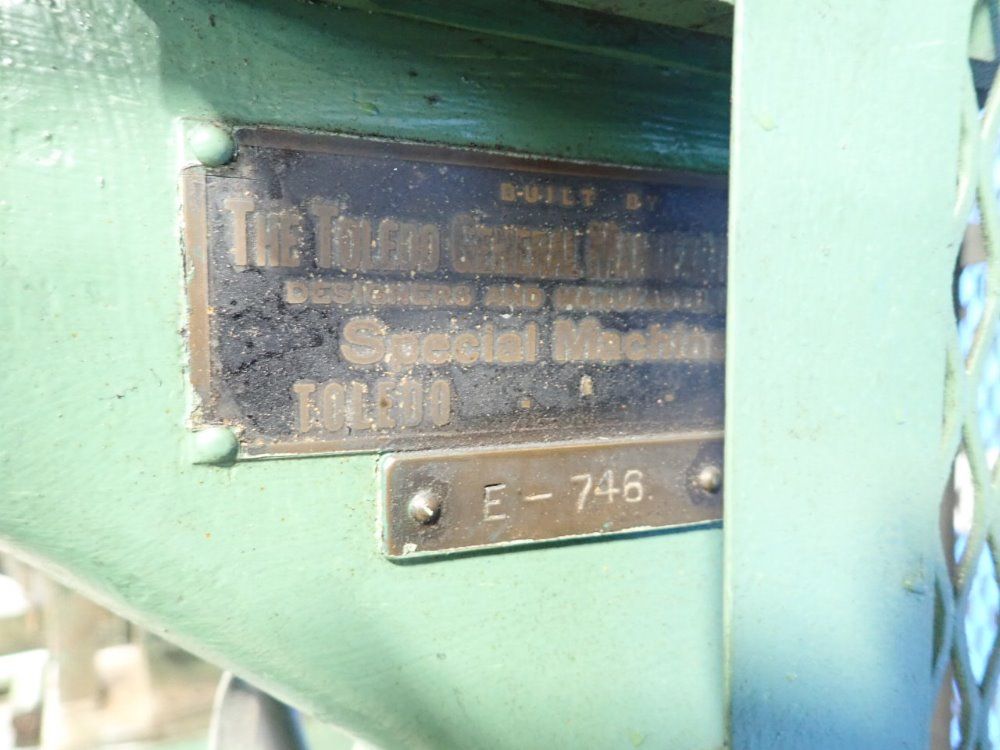 BUILT BY
THE TOLEDO GENERAL
DESIGNERS AND
Special
TOLEDO
E - 746